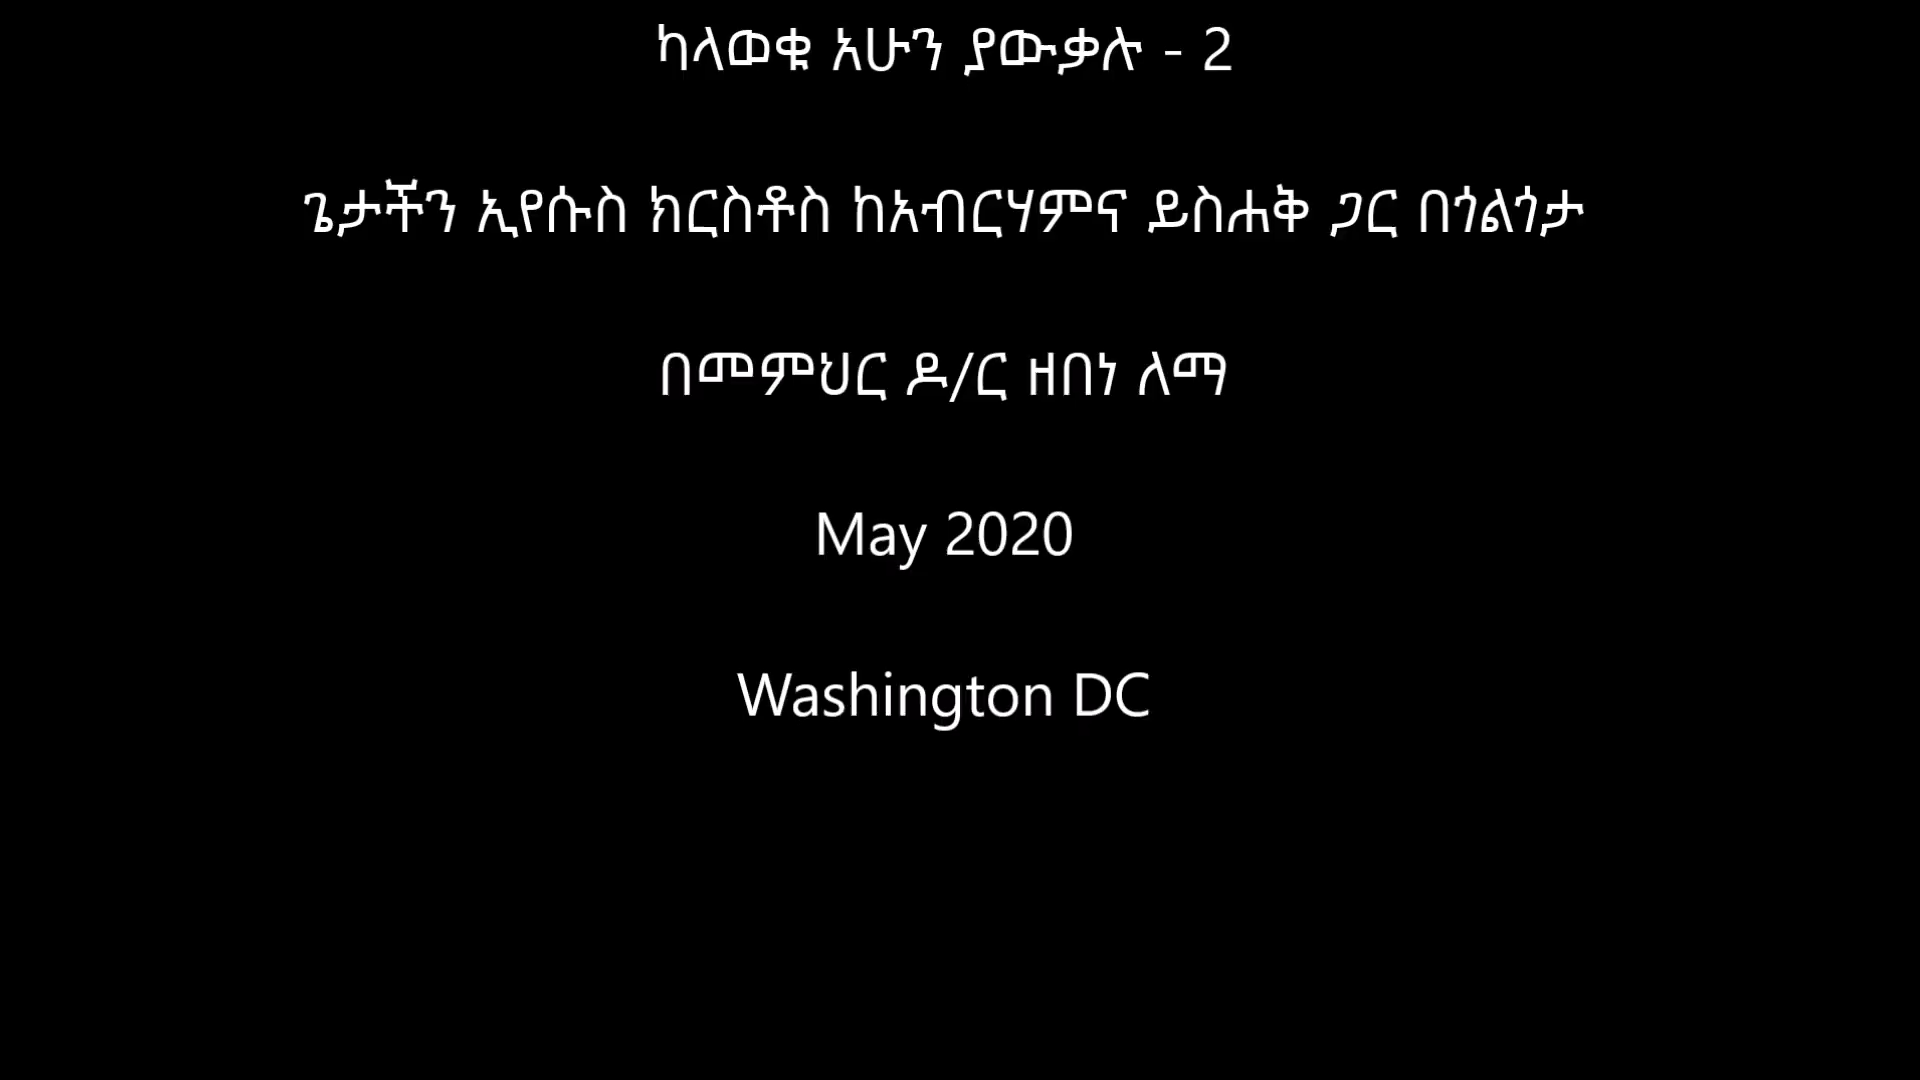 ካላወቁ አሁን ያውቃሉ - 2
ጌታችን ኢየሱስ ክርስቶስ ከአብርሃምና ይስሐቅ ጋር በጎልጎታ
በመምህር ዶ/ር ዘበነ ለማ
May 2020
Washington DC